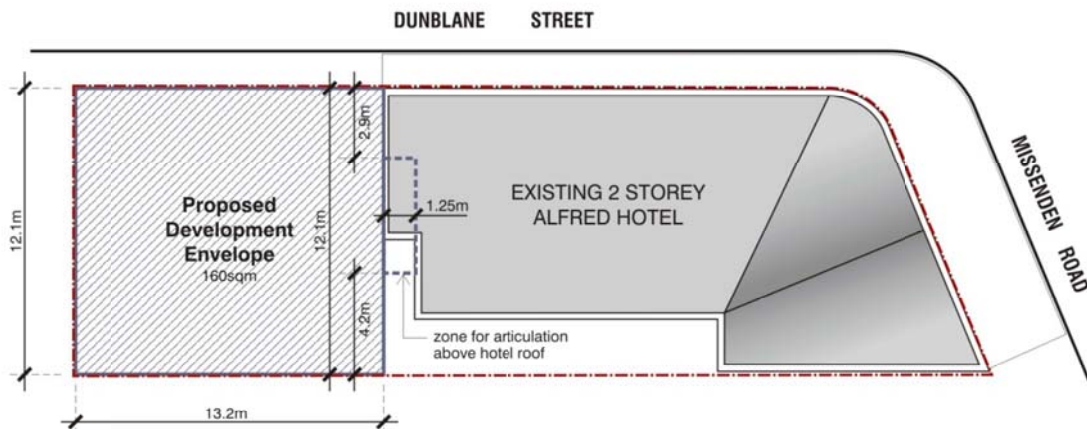 DUNBLANE STREET
MISSENDEN ROAD
2.9m
EXISTING 2 STOREY
ALFRED HOTEL
1.25m
Proposed
Development
Envelope
160sqm
12.1m
12.1m
4.2m
zone for articulation
above hotel roof
13.2m